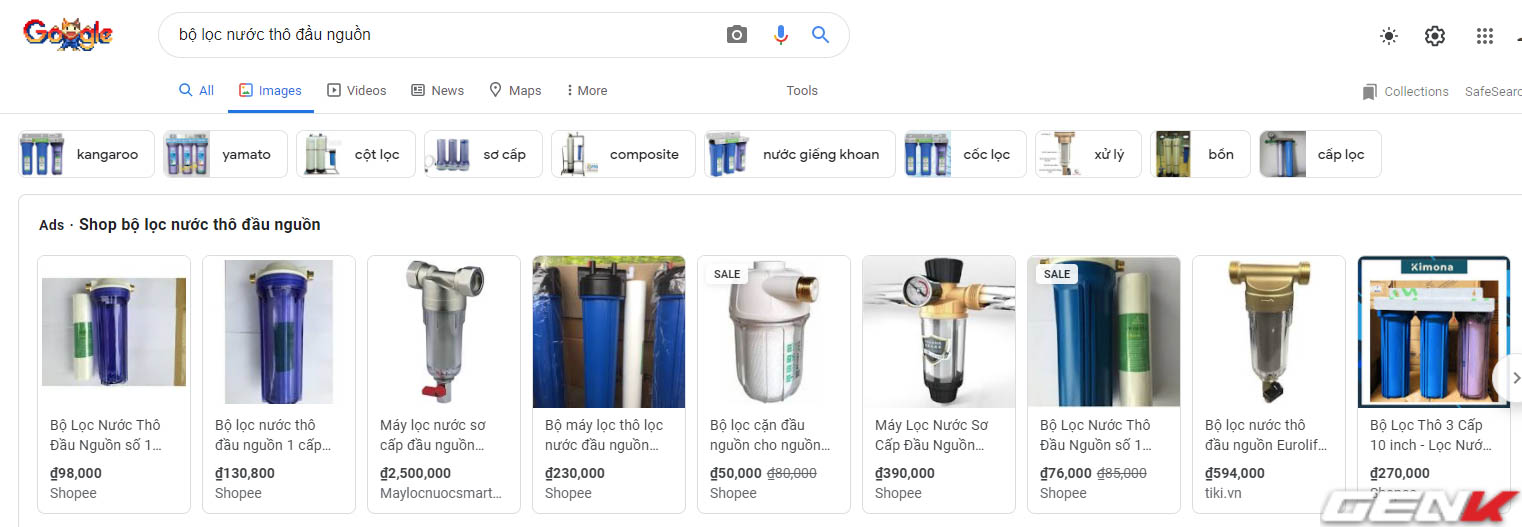 Google
bộ lọc nước thô đầu nguồn
All
Images
Videos
News
Maps
More
Tools
Collections
SafeSearc
kangaroo
yamato
cột lọc
sơ cấp
composite
nước giếng khoan
cốc lọc
xử lý
bồn
cấp lọc
Ads · Shop bộ lọc nước thô đầu nguồn
Bộ Lọc Nước Thô
Đầu Nguồn số 1…
₫98,000
Shopee
Bộ lọc nước thô
đầu nguồn 1 cấp…
₫130,800
Shopee
Máy lọc nước sơ
cấp đầu nguồn…
₫2,500,000
Maylocnuocsmart…
Bộ máy lọc thô lọc
nước đầu nguồn…
₫230,000
Shopee
SALE
Bộ lọc cặn đầu
nguồn cho nguồn…
₫50,000 ₫80,000
Shopee
Máy Lọc Nước Sơ
Cấp Đầu Nguồn…
₫390,000
Shopee
SALE
Bộ Lọc Nước Thô
Đầu Nguồn số 1…
₫76,000 ₫85,000
Shopee
Bộ lọc nước thô
đầu nguồn Eurolif…
₫594,000
tiki.vn
Kimona
Bộ Lọc Thô 3 Cấp
10 inch - Lọc Nướ…
₫270,000
Shopee
GENK